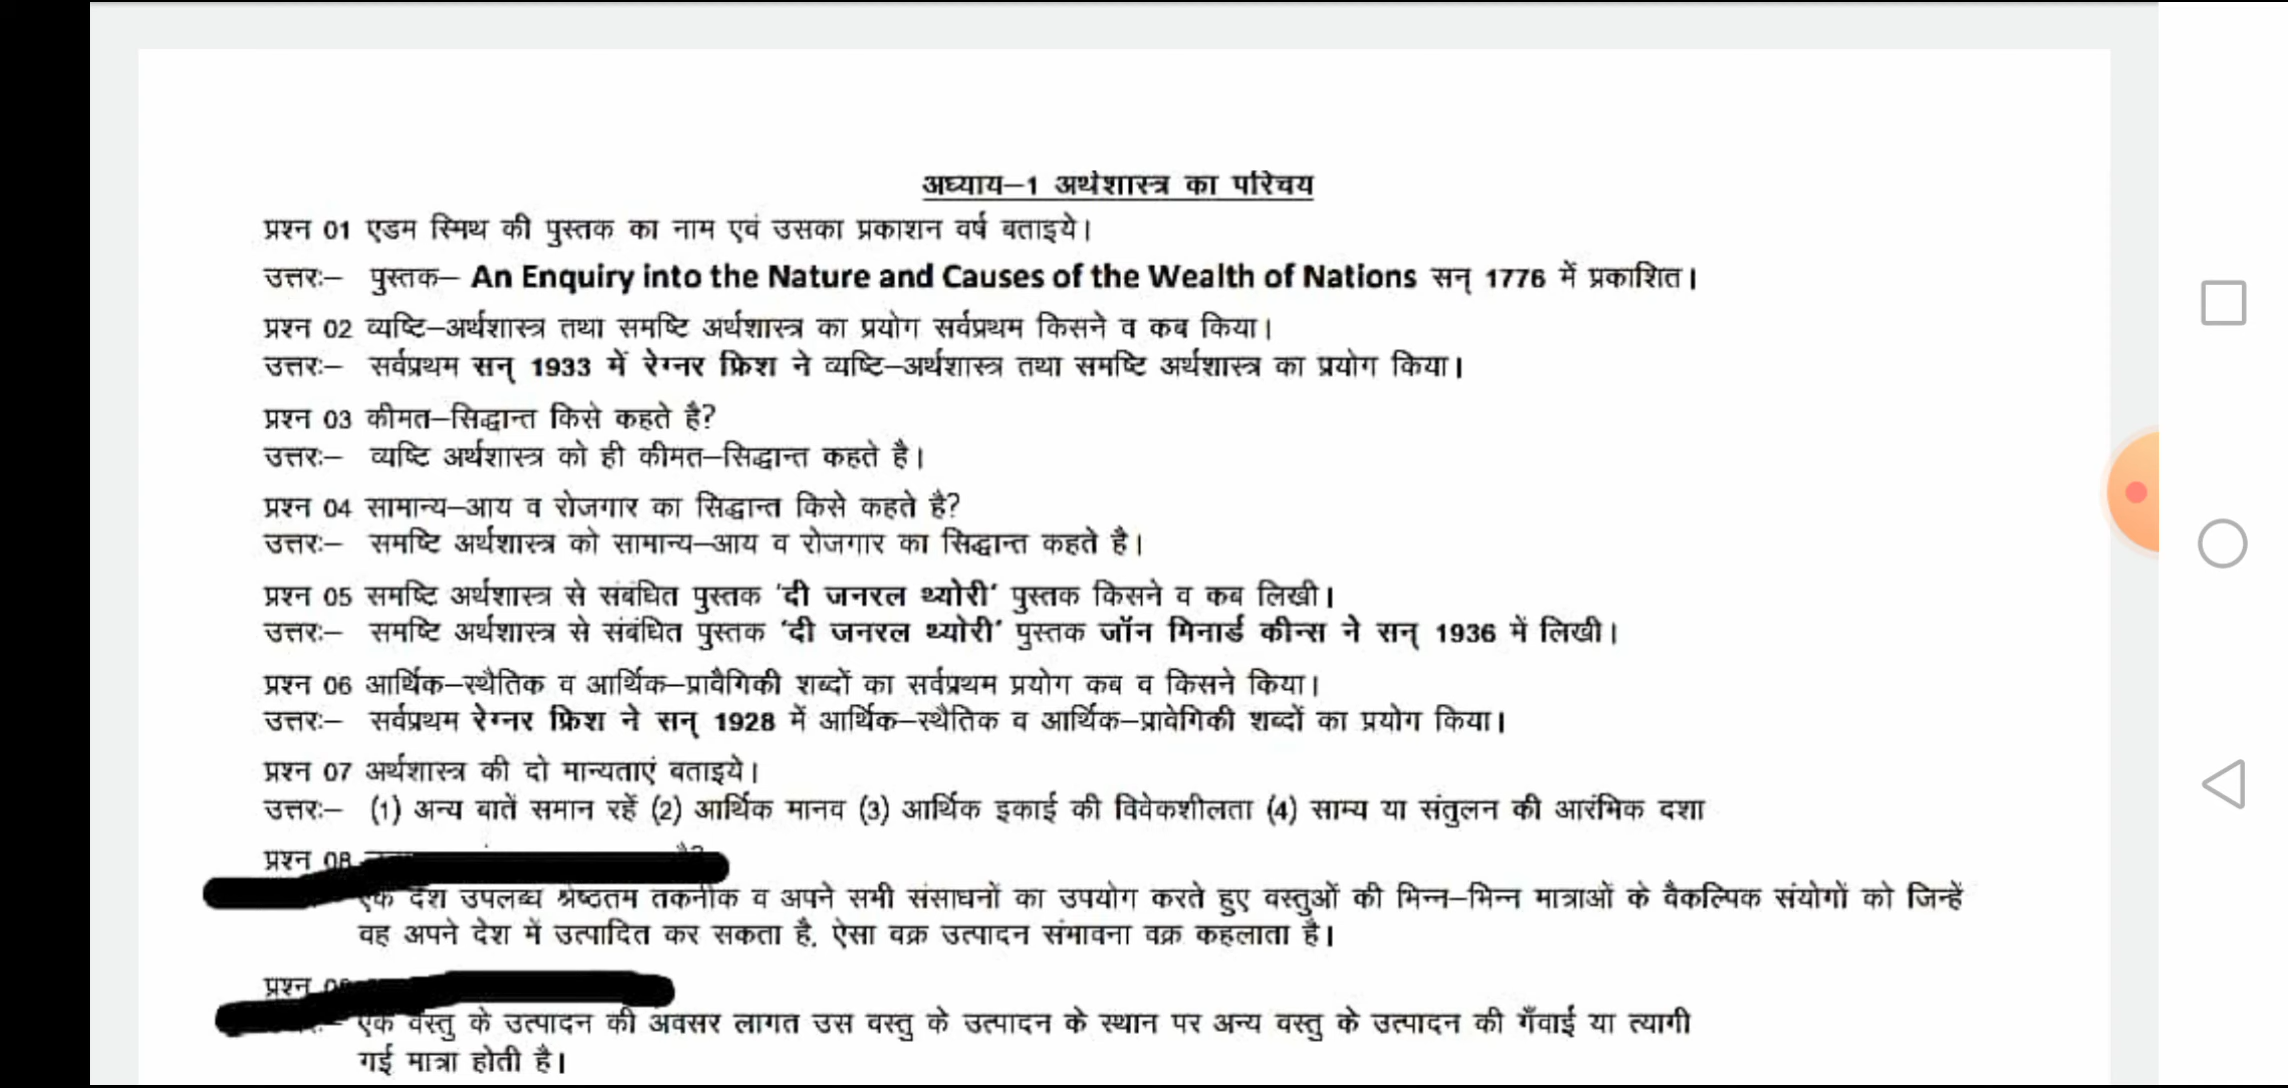 अध्याय–1 अर्थशास्त्र का परिचय
प्रश्न 01 एडम स्मिथ की पुस्तक का नाम एवं उसका प्रकाशन वर्ष बताइये।
उत्तरः– पुस्तक– An Enquiry into the Nature and Causes of the Wealth of Nations सन् 1776 में प्रकाशित।
प्रश्न 02 व्यष्टि–अर्थशास्त्र तथा समष्टि अर्थशास्त्र का प्रयोग सर्वप्रथम किसने व कब किया।
उत्तरः– सर्वप्रथम सन् 1933 में रेग्नर फ्रिश ने व्यष्टि–अर्थशास्त्र तथा समष्टि अर्थशास्त्र का प्रयोग किया।
प्रश्न 03 कीमत–सिद्धान्त किसे कहते है?
उत्तरः– व्यष्टि अर्थशास्त्र को ही कीमत–सिद्धान्त कहते है।
प्रश्न 04 सामान्य–आय व रोजगार का सिद्धान्त किसे कहते है?
उत्तरः– समष्टि अर्थशास्त्र को सामान्य–आय व रोजगार का सिद्धान्त कहते है।
प्रश्न 05 समष्टि अर्थशास्त्र से संबंधित पुस्तक ‘दी जनरल थ्योरी’ पुस्तक किसने व कब लिखी।
उत्तरः– समष्टि अर्थशास्त्र से संबंधित पुस्तक ‘दी जनरल थ्योरी’ पुस्तक जॉन मिनार्ड कीन्स ने सन् 1936 में लिखी।
प्रश्न 06 आर्थिक–स्थैतिक व आर्थिक–प्रावैगिकी शब्दों का सर्वप्रथम प्रयोग कब व किसने किया।
उत्तरः– सर्वप्रथम रेग्नर फ्रिश ने सन् 1928 में आर्थिक–स्थैतिक व आर्थिक–प्रावेगिकी शब्दों का प्रयोग किया।
प्रश्न 07 अर्थशास्त्र की दो मान्यताएं बताइये।
उत्तरः– (1) अन्य बातें समान रहें (2) आर्थिक मानव (3) आर्थिक इकाई की विवेकशीलता (4) साम्य या संतुलन की आरंभिक दशा
प्रश्न 08
एक देश उपलब्ध श्रेष्ठतम तकनीक व अपने सभी संसाधनों का उपयोग करते हुए वस्तुओं की भिन्न–भिन्न मात्राओं के वैकल्पिक संयोगों को जिन्हें
वह अपने देश में उत्पादित कर सकता है, ऐसा वक्र उत्पादन संभावना वक्र कहलाता है।
प्रश्न
एक वस्तु के उत्पादन की अवसर लागत उस वस्तु के उत्पादन के स्थान पर अन्य वस्तु के उत्पादन की गँवाई या त्यागी
गई मात्रा होती है।